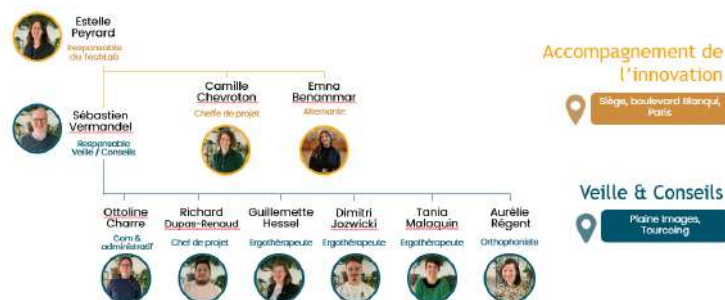 Estelle
Peyrard
Responsable
du TechLab
Camille
Chevroton
Cheffe de projet
Emna
Benammar
Alternante
Sébastien
Vermandel
Responsable
Veille / Conseils
Ottoline
Charre
Com &
administratif
Richard
Dupas-Renaud
Chef de projet
Guillemette
Hessel
Ergothérapeute
Dimitri
Jozwicki
Ergothérapeute
Tania
Malaquin
Ergothérapeute
Aurélie
Régent
Orthophoniste
Accompagnement de
l'innovation
Siège, boulevard Blanqui,
Paris
Veille & Conseils
Plaine Images,
Tourcoing